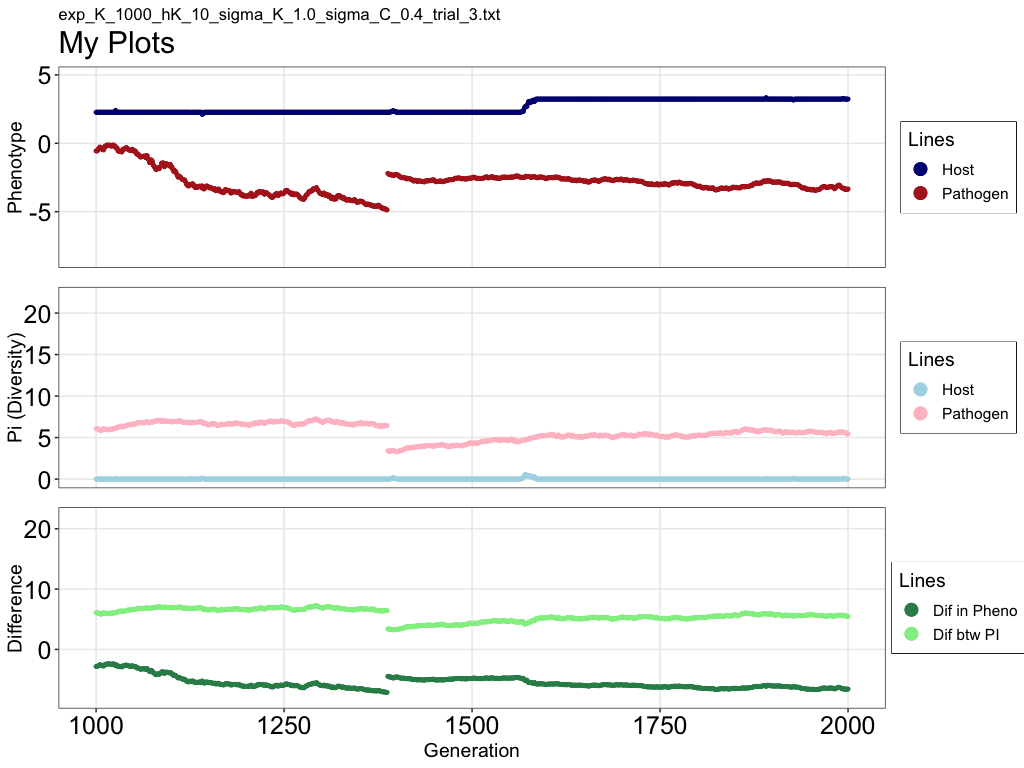 exp_K_1000_hK_10_sigma_K_1.0_sigma_C_0.4_trial_3.txt
My Plots
Phenotype
5
0
-5
Lines
Host
Pathogen
Pi (Diversity)
20
15
10
5
0
Lines
Host
Pathogen
Difference
20
10
0
Lines
Dif in Pheno
Dif btw PI
1000 1250 1500 1750 2000
Generation